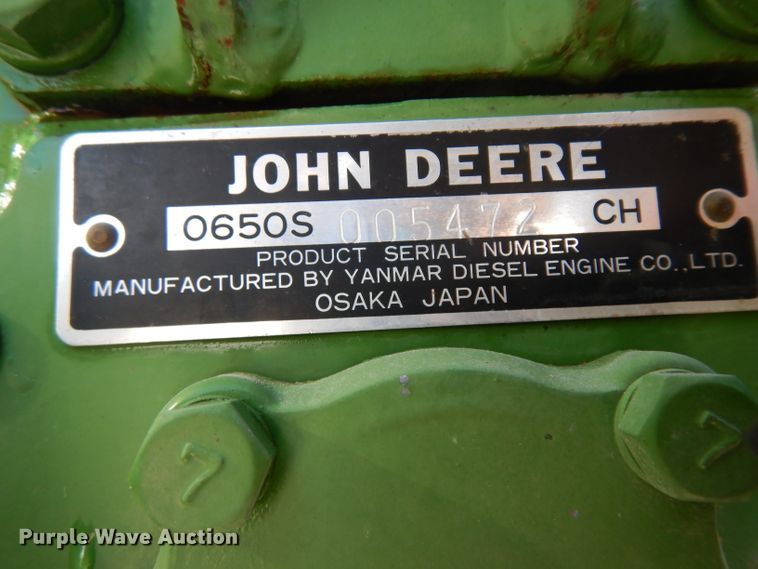 JOHN DEERE
0650S 005472 CH
PRODUCT SERIAL NUMBER
MANUFACTURED BY YANMAR DIESEL ENGINE CO.,LTD.
OSAKA JAPAN
7
7
Purple Wave Auction